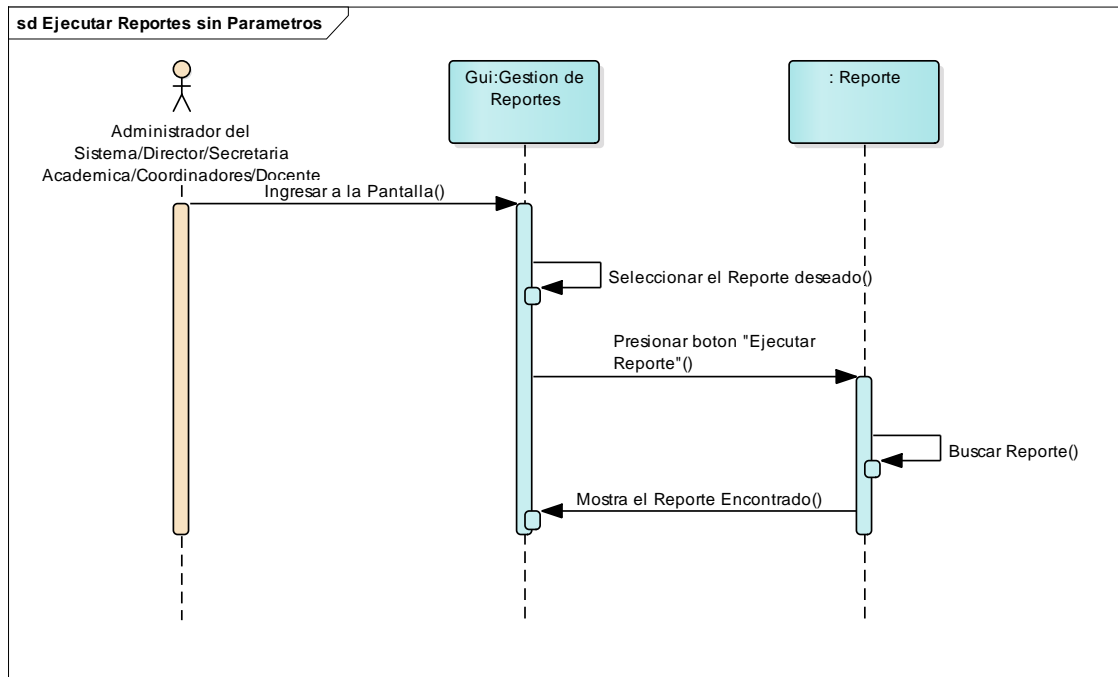 sd Ejecutar Reportes sin Parametros
Administrador del
Sistema/Director/Secretaria
Academica/Coordinadores/Docente
Gui:Gestion de
Reportes
: Reporte
Ingresar a la Pantalla()
Seleccionar el Reporte deseado()
Presionar boton "Ejecutar
Reporte"()
Buscar Reporte()
Mostra el Reporte Encontrado()